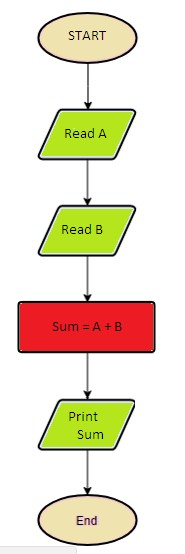 START
Read A
Read B
Sum = A + B
Print
Sum
End